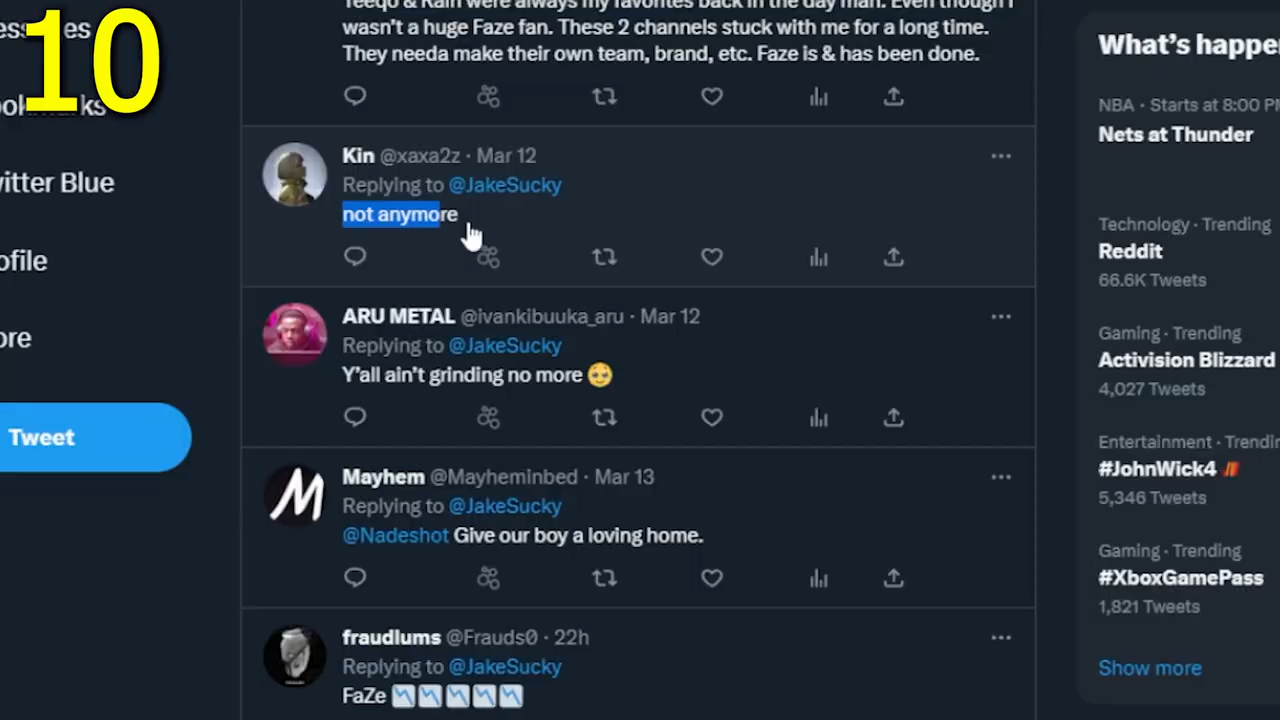 Teeqo & Rain were always my favorites back in the day man. Even though I
wasn't a huge Faze fan. These 2 channels stuck with me for a long time.
They needa make their own team, brand, etc. Faze is & has been done.
10
itter Blue
ofile
ore
Tweet
Kin @xaxa2z · Mar 12
Replying to @JakeSucky
not anymore
ARU METAL @ivankibuuka_aru · Mar 12
Replying to @JakeSucky
Y'all ain't grinding no more 🥹
Mayhem @Mayheminbed · Mar 13
Replying to @JakeSucky
@Nadeshot Give our boy a loving home.
M
fraudlums @Frauds0 · 22h
Replying to @JakeSucky
FaZe 📉📉📉📉📉
What's happe
NBA · Starts at 8:00 P
Nets at Thunder
Technology · Trending
Reddit
66.6K Tweets
Gaming · Trending
Activision Blizzard
4,027 Tweets
Entertainment · Trendin
#JohnWick4
5,346 Tweets
Gaming · Trending
#XboxGamePass
1,821 Tweets
Show more